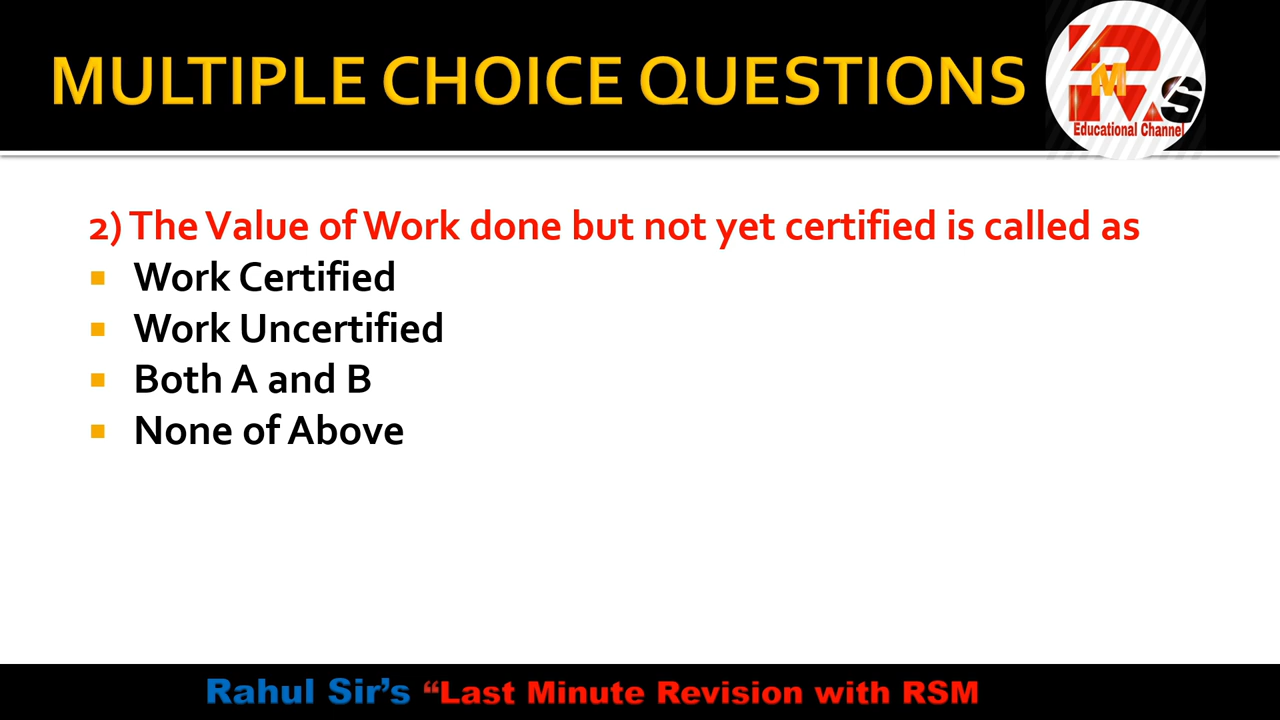 MULTIPLE CHOICE QUESTIONS
RMS
Educational Channel
2) The Value of Work done but not yet certified is called as
Work Certified
Work Uncertified
Both A and B
None of Above
Rahul Sir's “Last Minute Revision with RSM